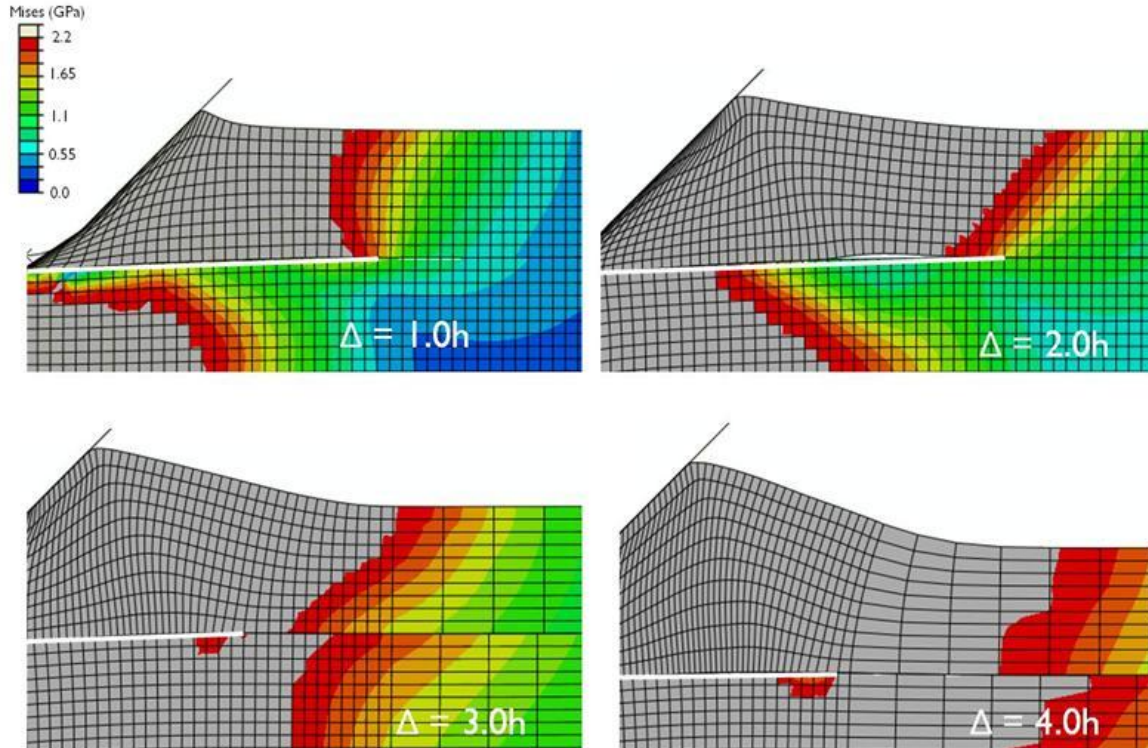 Mises (GPa)
2.2
1.65
1.1
0.55
0.0
Δ = 1.0h
Δ = 2.0h
Δ = 3.0h
Δ = 4.0h